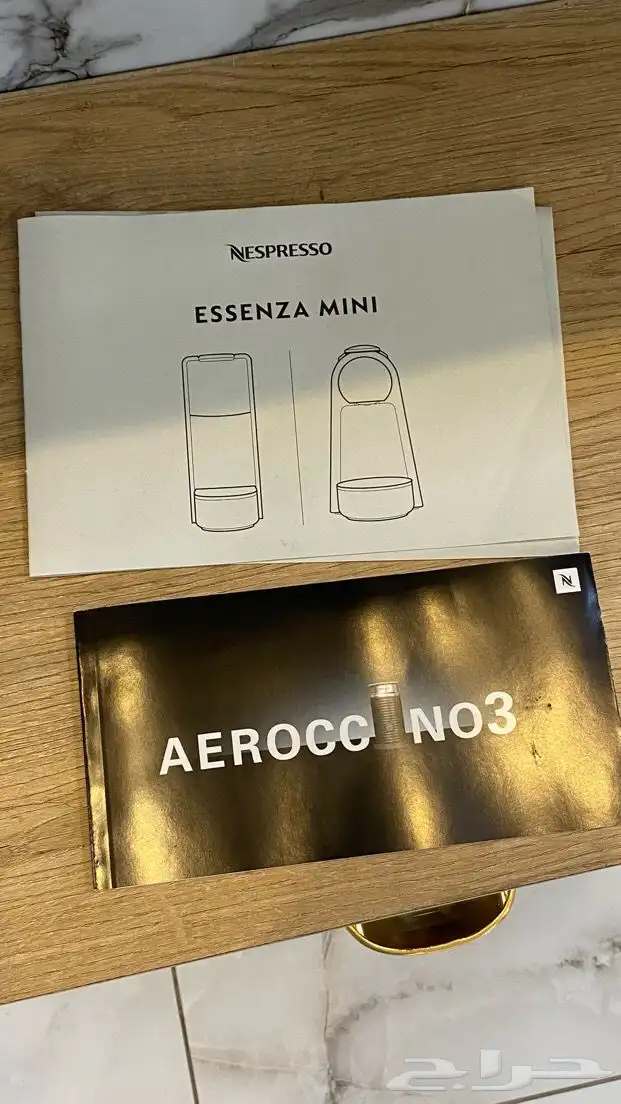 NESPRESSO
ESSENZA MINI
N
AEROCCINO3
حراج